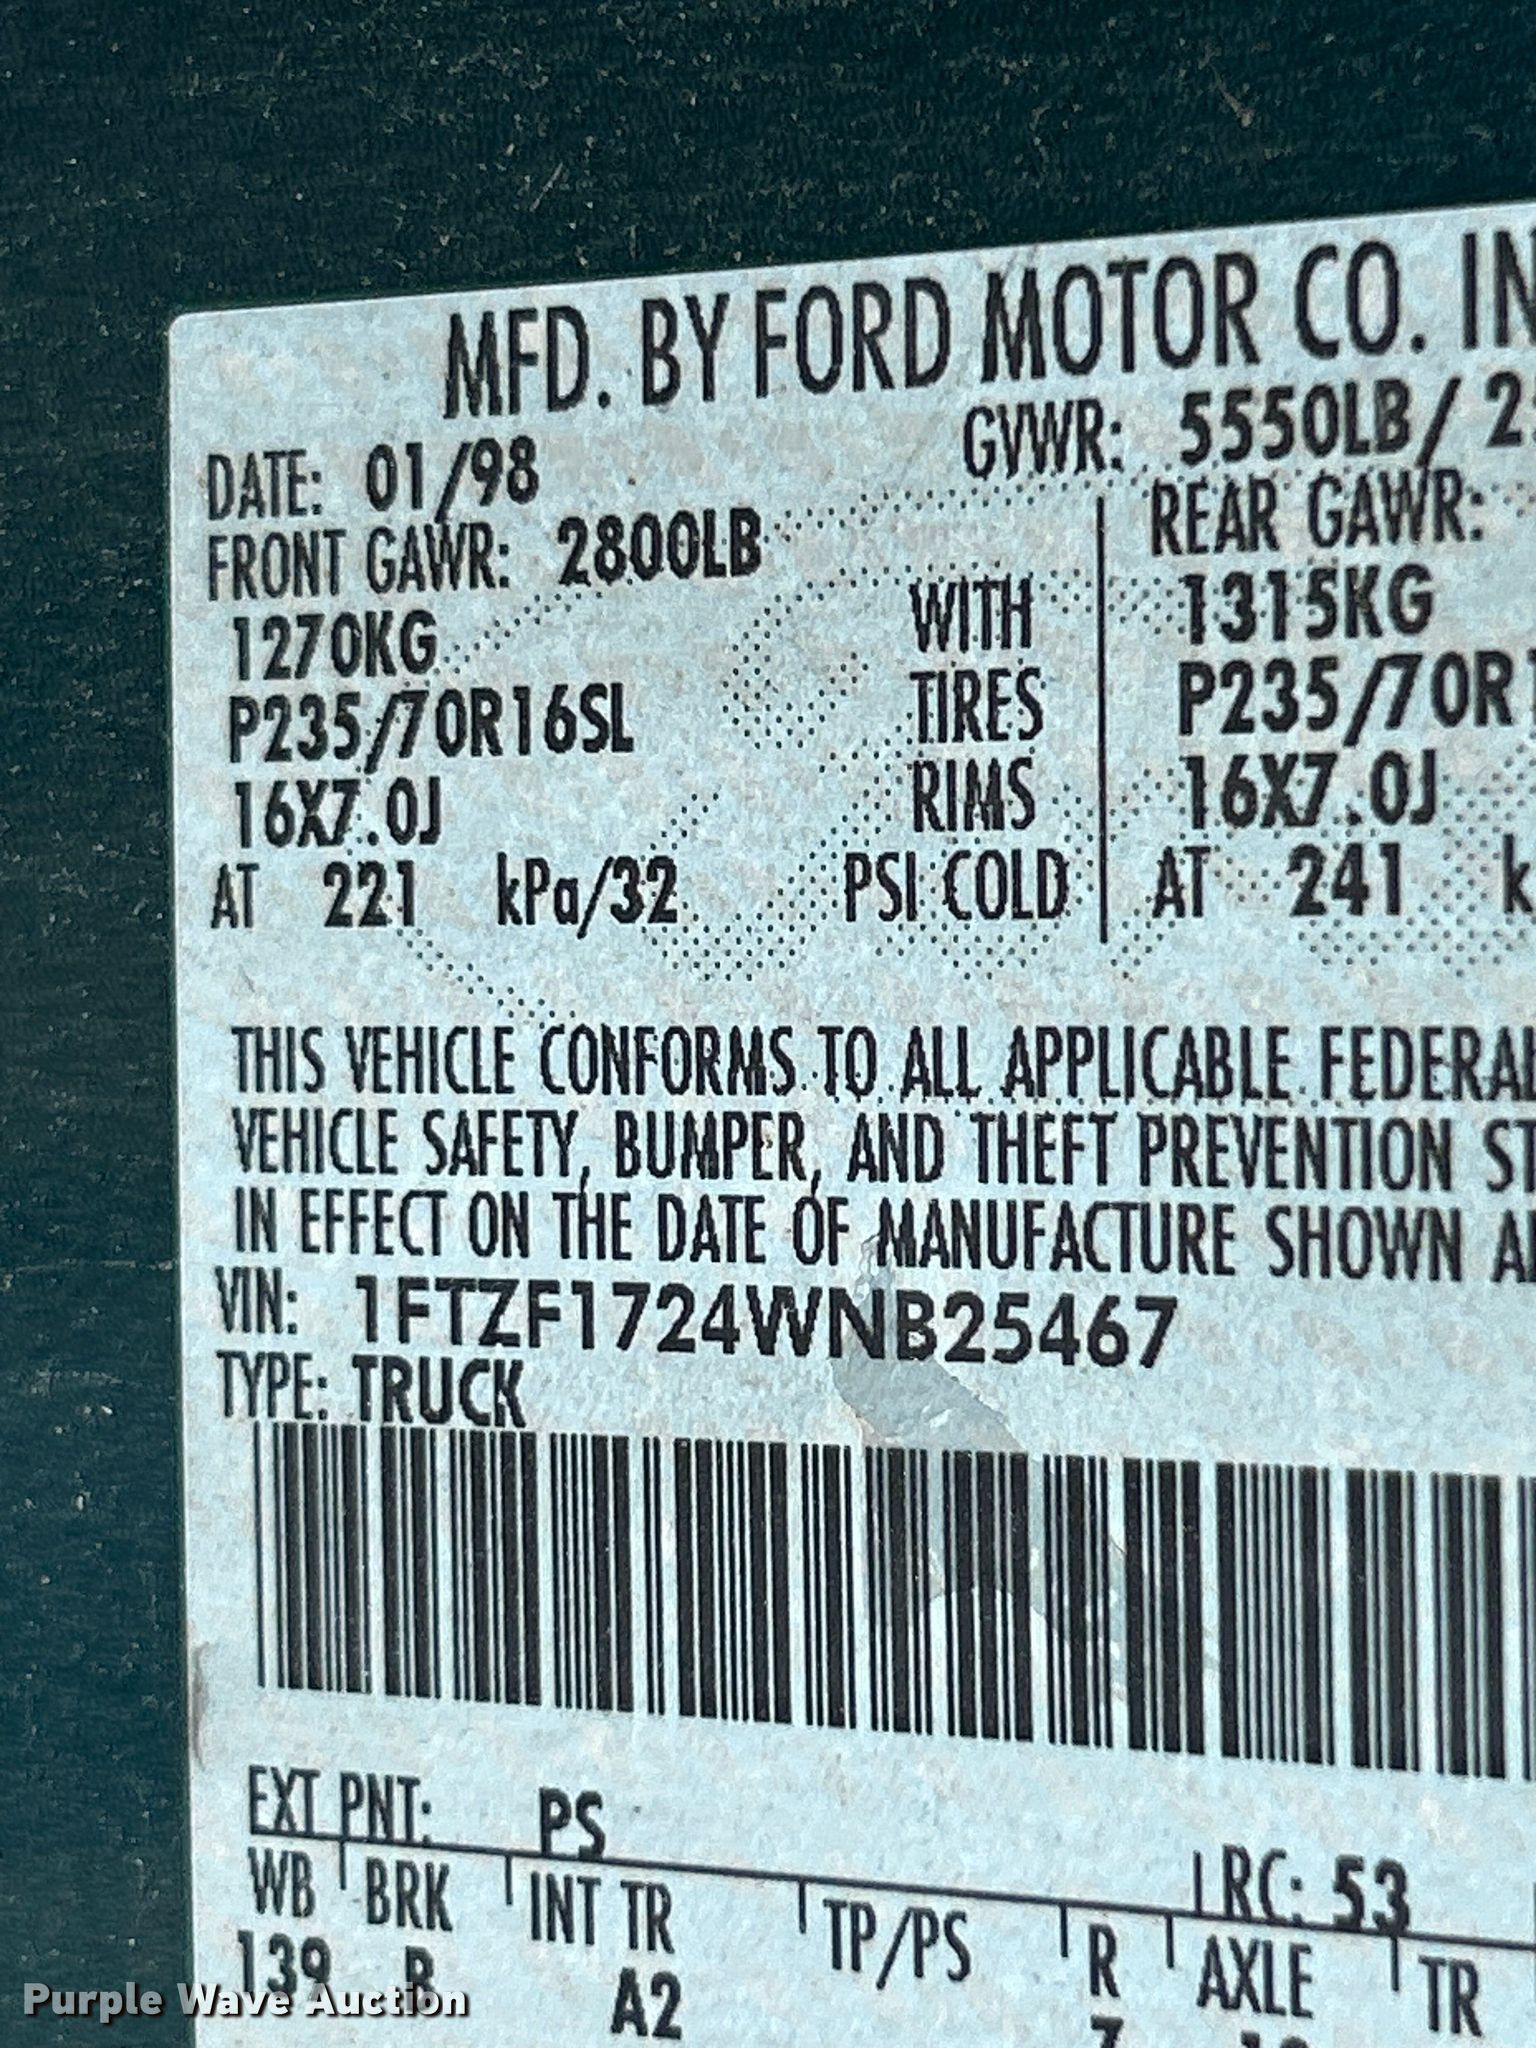 MFD. BY FORD MOTOR CO. IN
DATE: 01/98 GVWR: 5550LB/ 2
FRONT GAWR: 2800LB REAR GAWR:
1270KG WITH 1315KG
P235/70R16SL TIRES P235/70R1
16X7.0J RIMS 16X7.0J
AT 221 kPa/32 PSI COLD AT 241 k
THIS VEHICLE CONFORMS TO ALL APPLICABLE FEDERAL
VEHICLE SAFETY, BUMPER, AND THEFT PREVENTION ST
IN EFFECT ON THE DATE OF MANUFACTURE SHOWN A
VIN: 1FTZF1724WNB25467
TYPE: TRUCK
EXT PNT: PS RC: 53
WB BRK INT TR TP/PS R AXLE TR
139 B A2 7
Purple Wave Auction